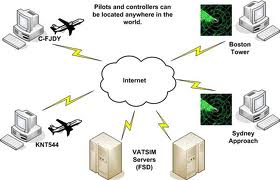 Pilots and controllers can
be located anywhere in the
world.
C-FJDY
Boston
Tower
Internet
KNT544
VATSIM
Servers
(FSD)
Sydney
Approach